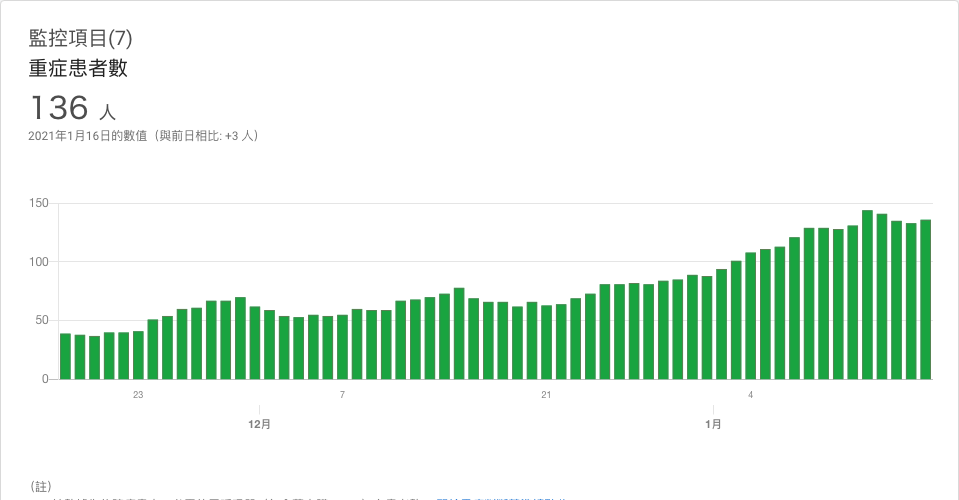 監控項目(7)
重症患者數
136 人
2021年1月16日的數值（與前日相比: +3 人）
150
100
50
0
23
7
21
4
12月
1月
（註）